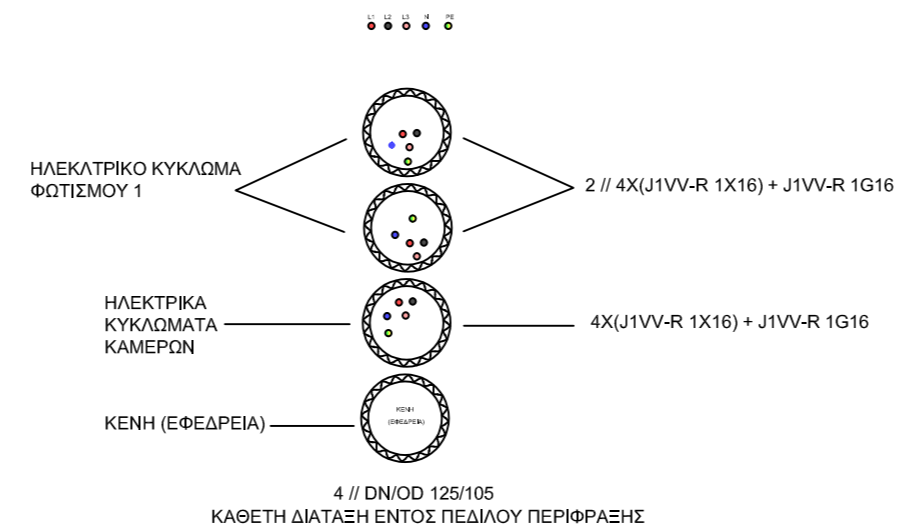 L1 L2 L3 N PE
ΗΛΕΚΛΤΡΙΚΟ ΚΥΚΛΩΜΑ
ΦΩΤΙΣΜΟΥ 1
2 // 4X(J1VV-R 1X16) + J1VV-R 1G16
ΗΛΕΚΤΡΙΚΑ
ΚΥΚΛΩΜΑΤΑ
ΚΑΜΕΡΩΝ
4X(J1VV-R 1X16) + J1VV-R 1G16
ΚΕΝΗ (ΕΦΕΔΡΕΙΑ)
ΚΕΝΗ
(ΕΦΕΔΡΕΙΑ)
4 // DN/OD 125/105
ΚΑΘΕΤΗ ΔΙΑΤΑΞΗ ΕΝΤΟΣ ΠΕΔΙΛΟΥ ΠΕΡΙΦΡΑΞΗΣ